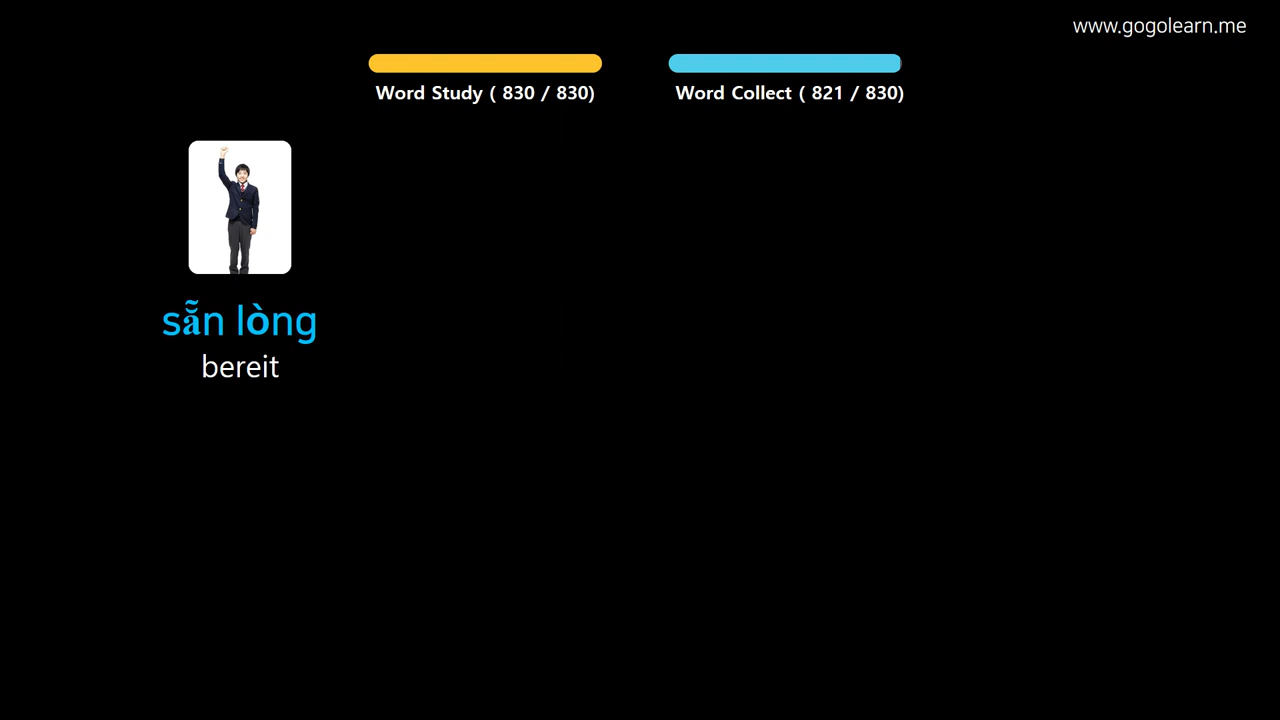 www.gogolearn.me
Word Study ( 830 / 830)
Word Collect ( 821 / 830)
sẵn lòng
bereit